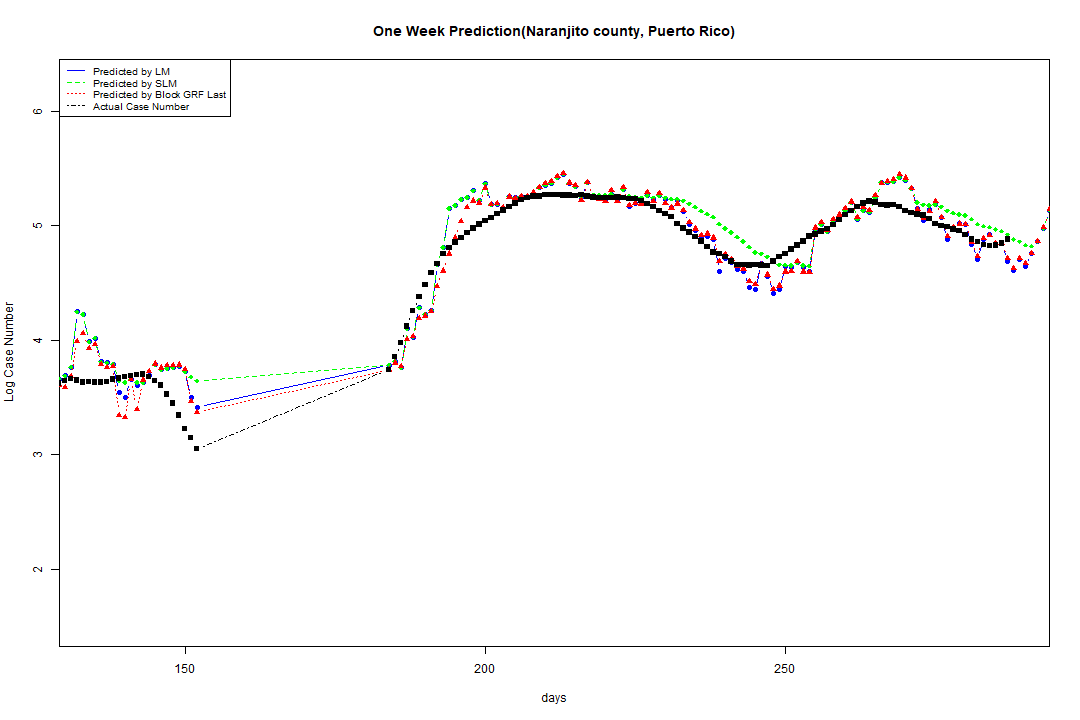 One Week Prediction(Naranjito county, Puerto Rico)
Predicted by LM
Predicted by SLM
Predicted by Block GRF Last
Actual Case Number
6
5
4
3
2
Log Case Number
150
200
250
days